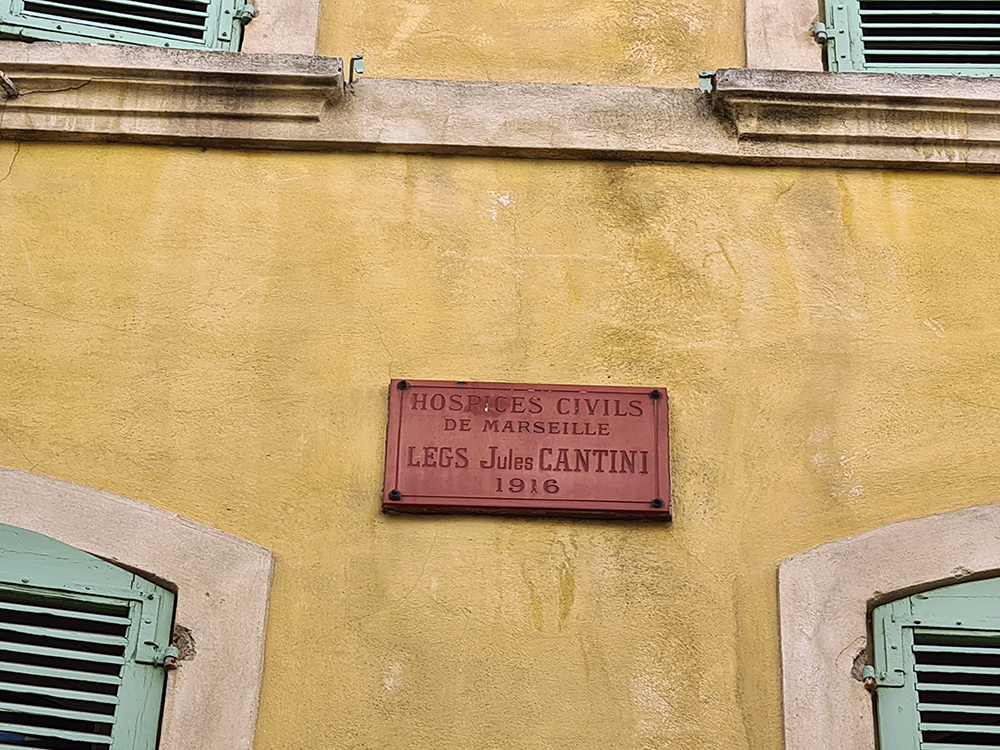 HOSPICES CIVILS
DE MARSEILLE
LEGS Jules CANTINI
1916